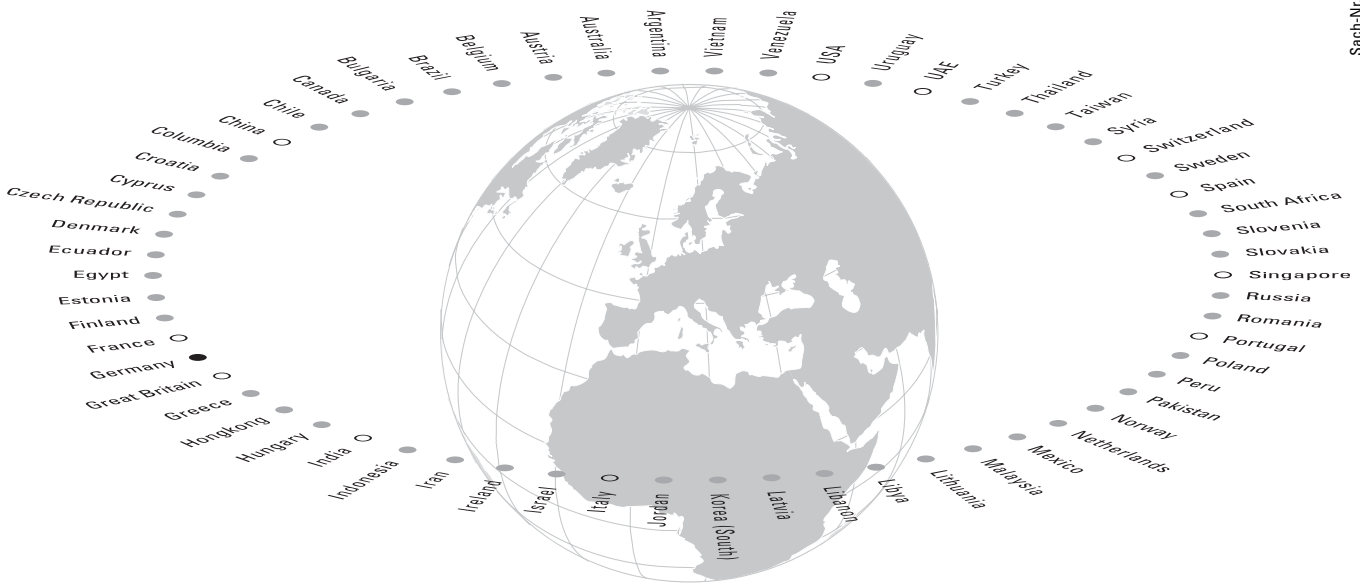 Argentina
Australia
Austria
Belgium
Brazil
Bulgaria
Canada
Chile
China
Columbia
Croatia
Cyprus
Czech Republic
Denmark
Ecuador
Egypt
Estonia
Finland
France
Germany
Great Britain
Greece
Hongkong
Hungary
India
Indonesia
Iran
Ireland
Israel
Italy
Jordan
Korea (South)
Latvia
Libanon
Libya
Lithuania
Malaysia
Mexico
Netherlands
Norway
Pakistan
Peru
Poland
Portugal
Romania
Russia
Singapore
Slovakia
Slovenia
South Africa
Spain
Sweden
Switzerland
Syria
Taiwan
Thailand
Turkey
UAE
Uruguay
USA
Venezuela
Vietnam
Sach-Nr